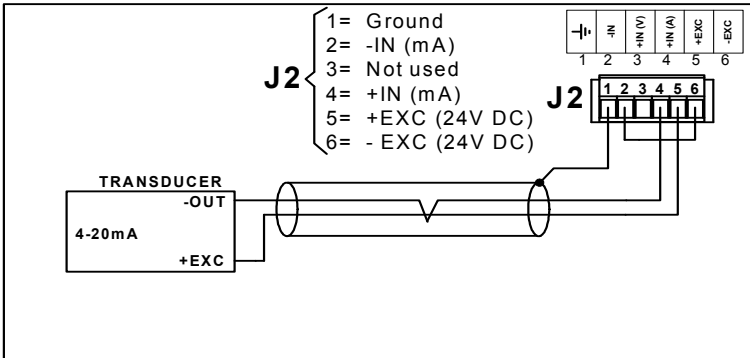 J2
1= Ground
2= -IN (mA)
3= Not used
4= +IN (mA)
5= +EXC (24V DC)
6= - EXC (24V DC)
-IN +IN (V) +IN (A) +EXC -EXC
1 2 3 4 5 6
J2
1 2 3 4 5 6
TRANSDUCER
-OUT
4-20mA
+EXC